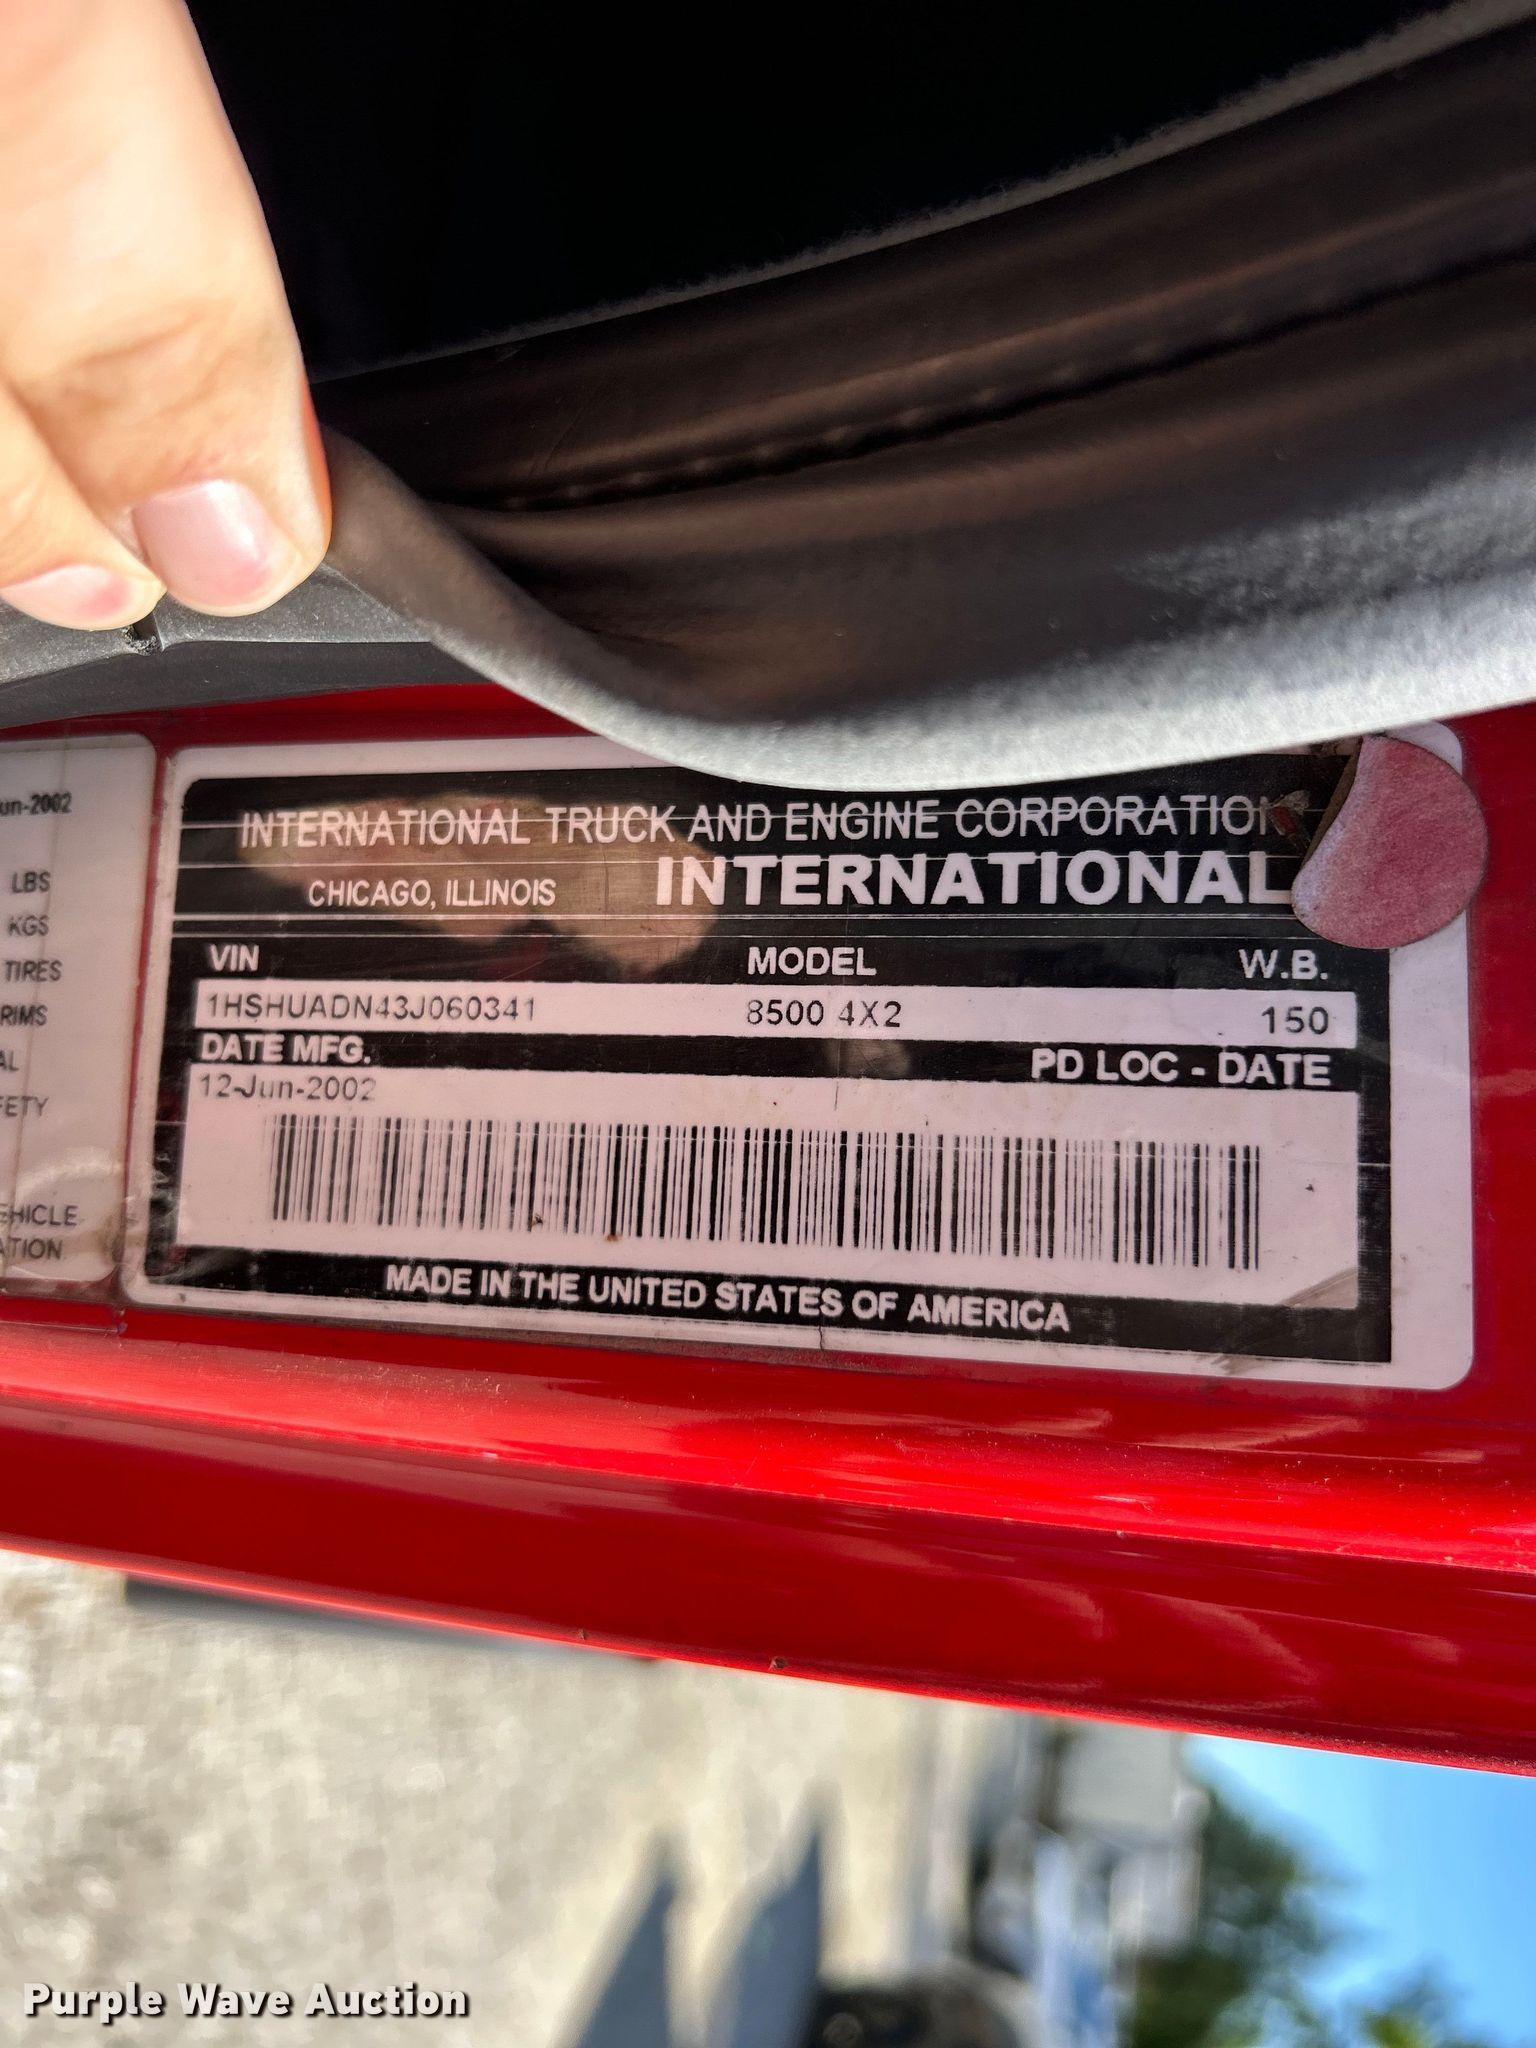 un-2002
LBS
KGS
TIRES
RIMS
AL
FETY
EHICLE
ATION
INTERNATIONAL TRUCK AND ENGINE CORPORATION
CHICAGO, ILLINOIS INTERNATIONAL
VIN MODEL W.B.
1HSHUADN43J060341 8500 4X2 150
DATE MFG. PD LOC - DATE
12-Jun-2002
MADE IN THE UNITED STATES OF AMERICA
Purple Wave Auction